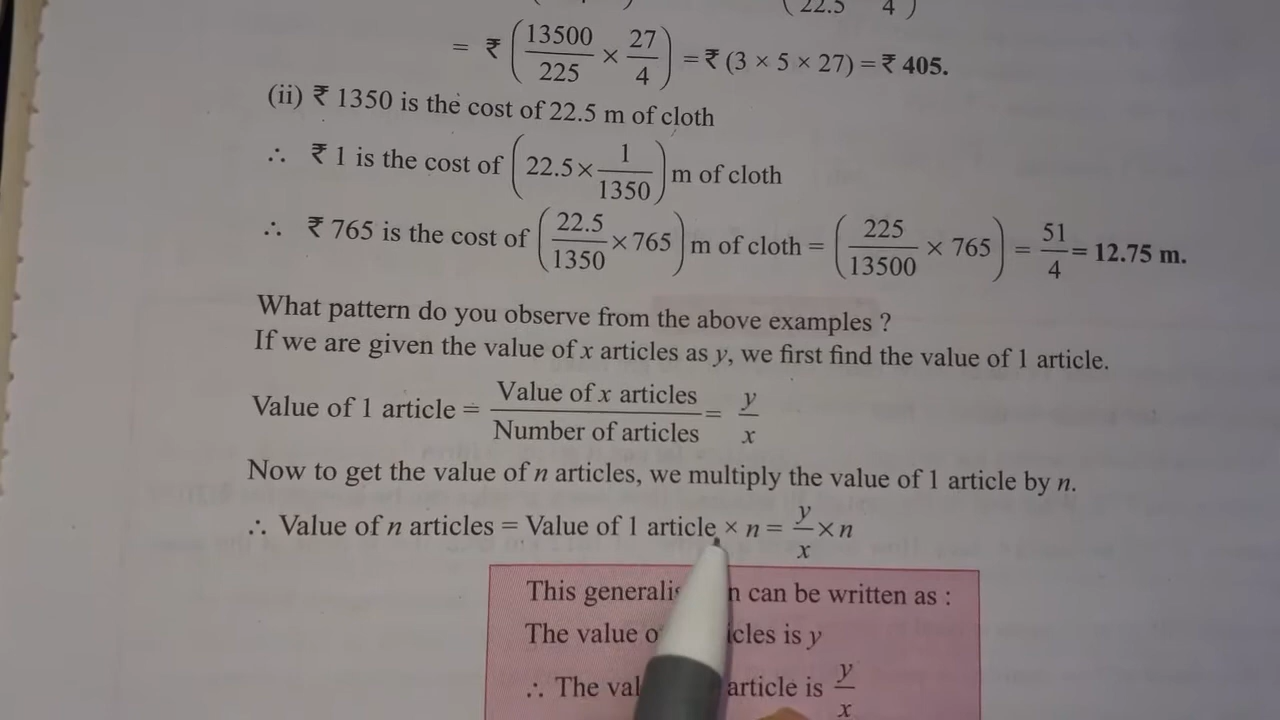 (22.5 4)
= ₹ (13500/225 × 27/4) = ₹ (3 × 5 × 27) = ₹ 405.
(ii) ₹ 1350 is the cost of 22.5 m of cloth
∴ ₹ 1 is the cost of (22.5 × 1/1350) m of cloth
∴ ₹ 765 is the cost of (22.5/1350 × 765) m of cloth = (225/13500 × 765) = 51/4 = 12.75 m.
What pattern do you observe from the above examples ?
If we are given the value of x articles as y, we first find the value of 1 article.
Value of 1 article = Value of x articles/Number of articles = y/x
Now to get the value of n articles, we multiply the value of 1 article by n.
∴ Value of n articles = Value of 1 article × n = y/x × n
This generalis n can be written as :
The value o icles is y
∴ The val article is y/x